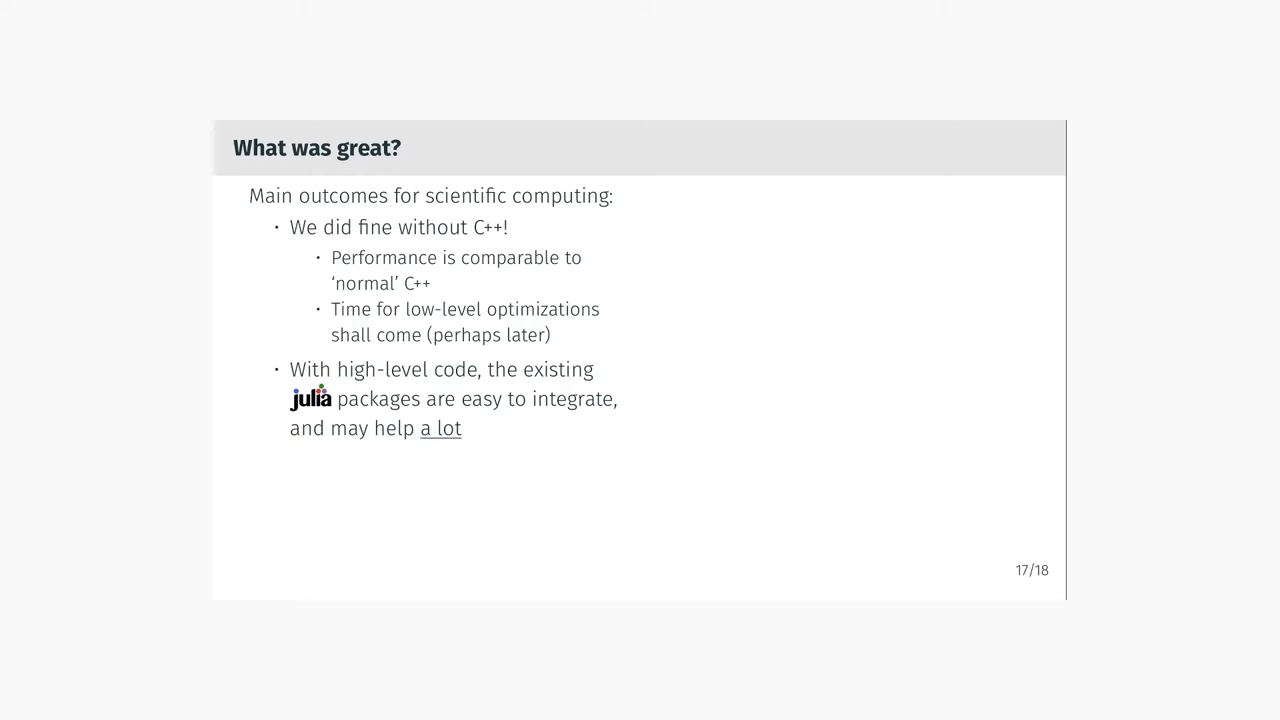 What was great?
Main outcomes for scientific computing:
• We did fine without C++!
• Performance is comparable to
‘normal’ C++
• Time for low-level optimizations
shall come (perhaps later)
• With high-level code, the existing
julia packages are easy to integrate,
and may help a lot
17/18